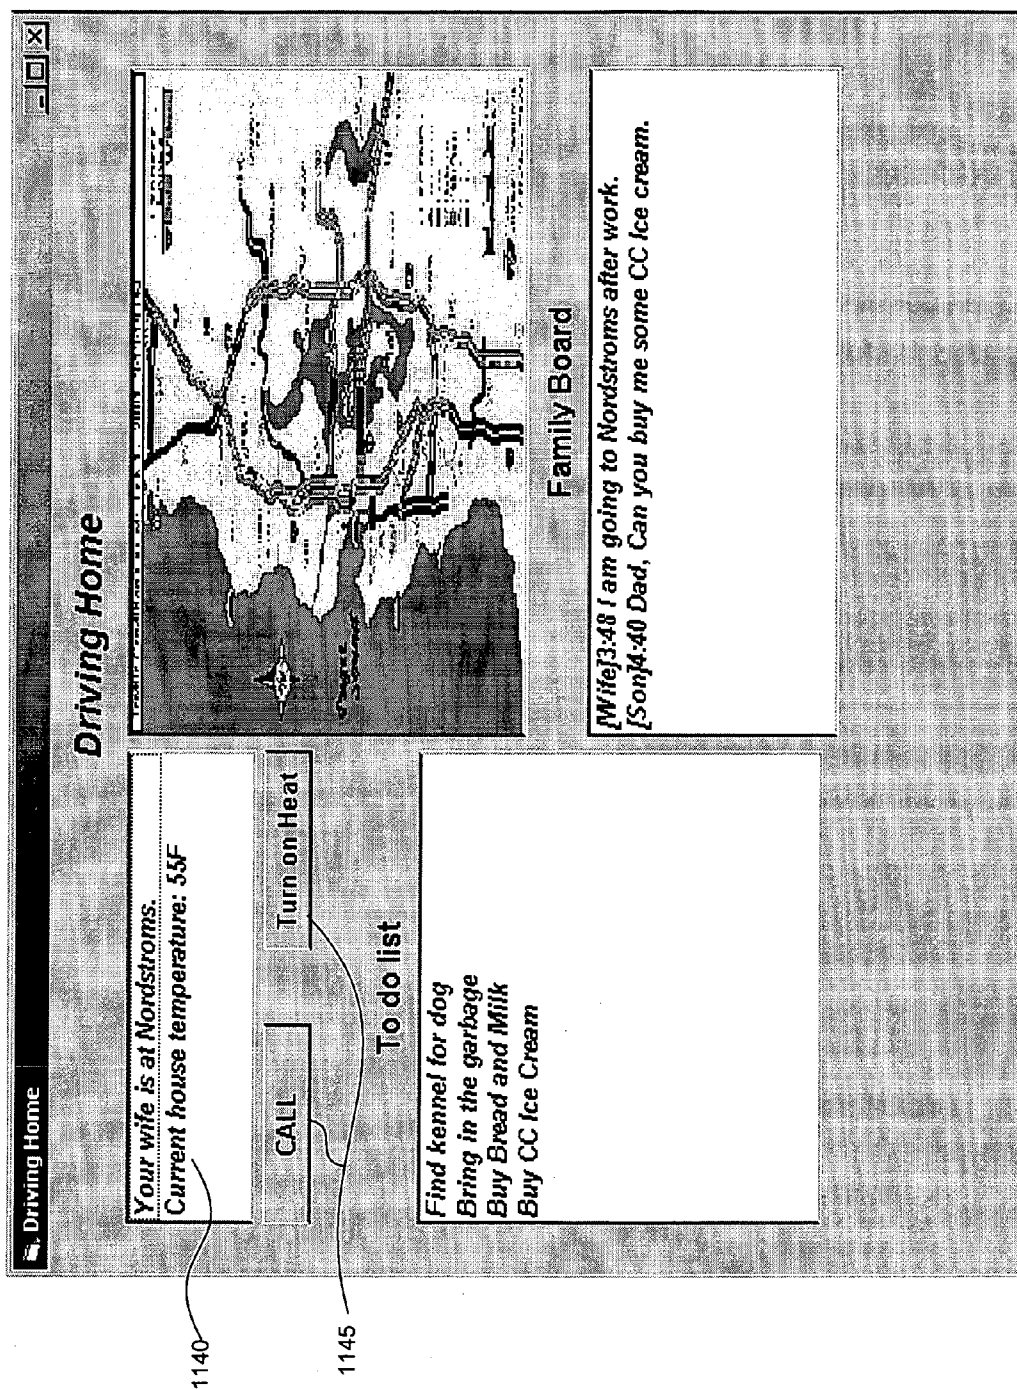 Driving Home
Driving Home
Your wife is at Nordstroms.
Current house temperature: 55F
CALL
Turn on Heat
To do list
Find kennel for dog
Bring in the garbage
Buy Bread and Milk
Buy CC Ice Cream
Family Board
[Wife]3:48 I am going to Nordstroms after work.
[Son]4:40 Dad, Can you buy me some CC Ice cream.
1140
1145